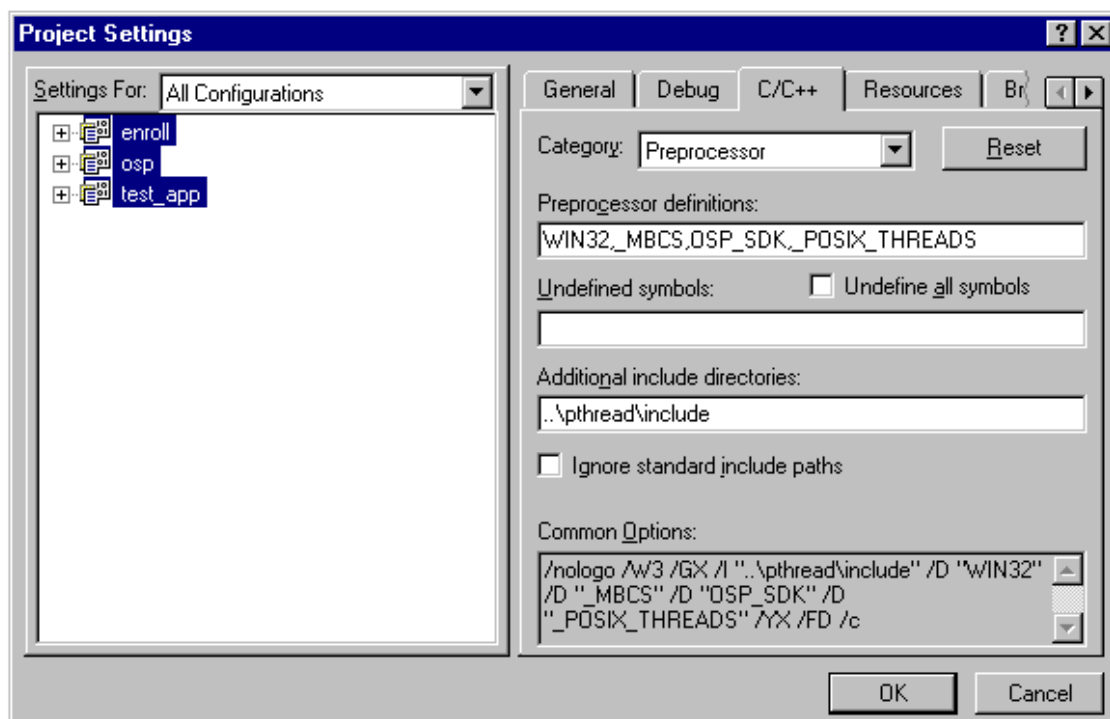 Project Settings
Settings For: All Configurations
enroll
osp
test_app
General Debug C/C++ Resources Br
Category: Preprocessor Reset
Preprocessor definitions:
WIN32,_MBCS,OSP_SDK,_POSIX_THREADS
Undefined symbols: Undefine all symbols
Additional include directories:
..\pthread\include
Ignore standard include paths
Common Options:
/nologo /W3 /GX /I "..\pthread\include" /D "WIN32"
/D "_MBCS" /D "OSP_SDK" /D
"_POSIX_THREADS" /YX /FD /c
OK Cancel